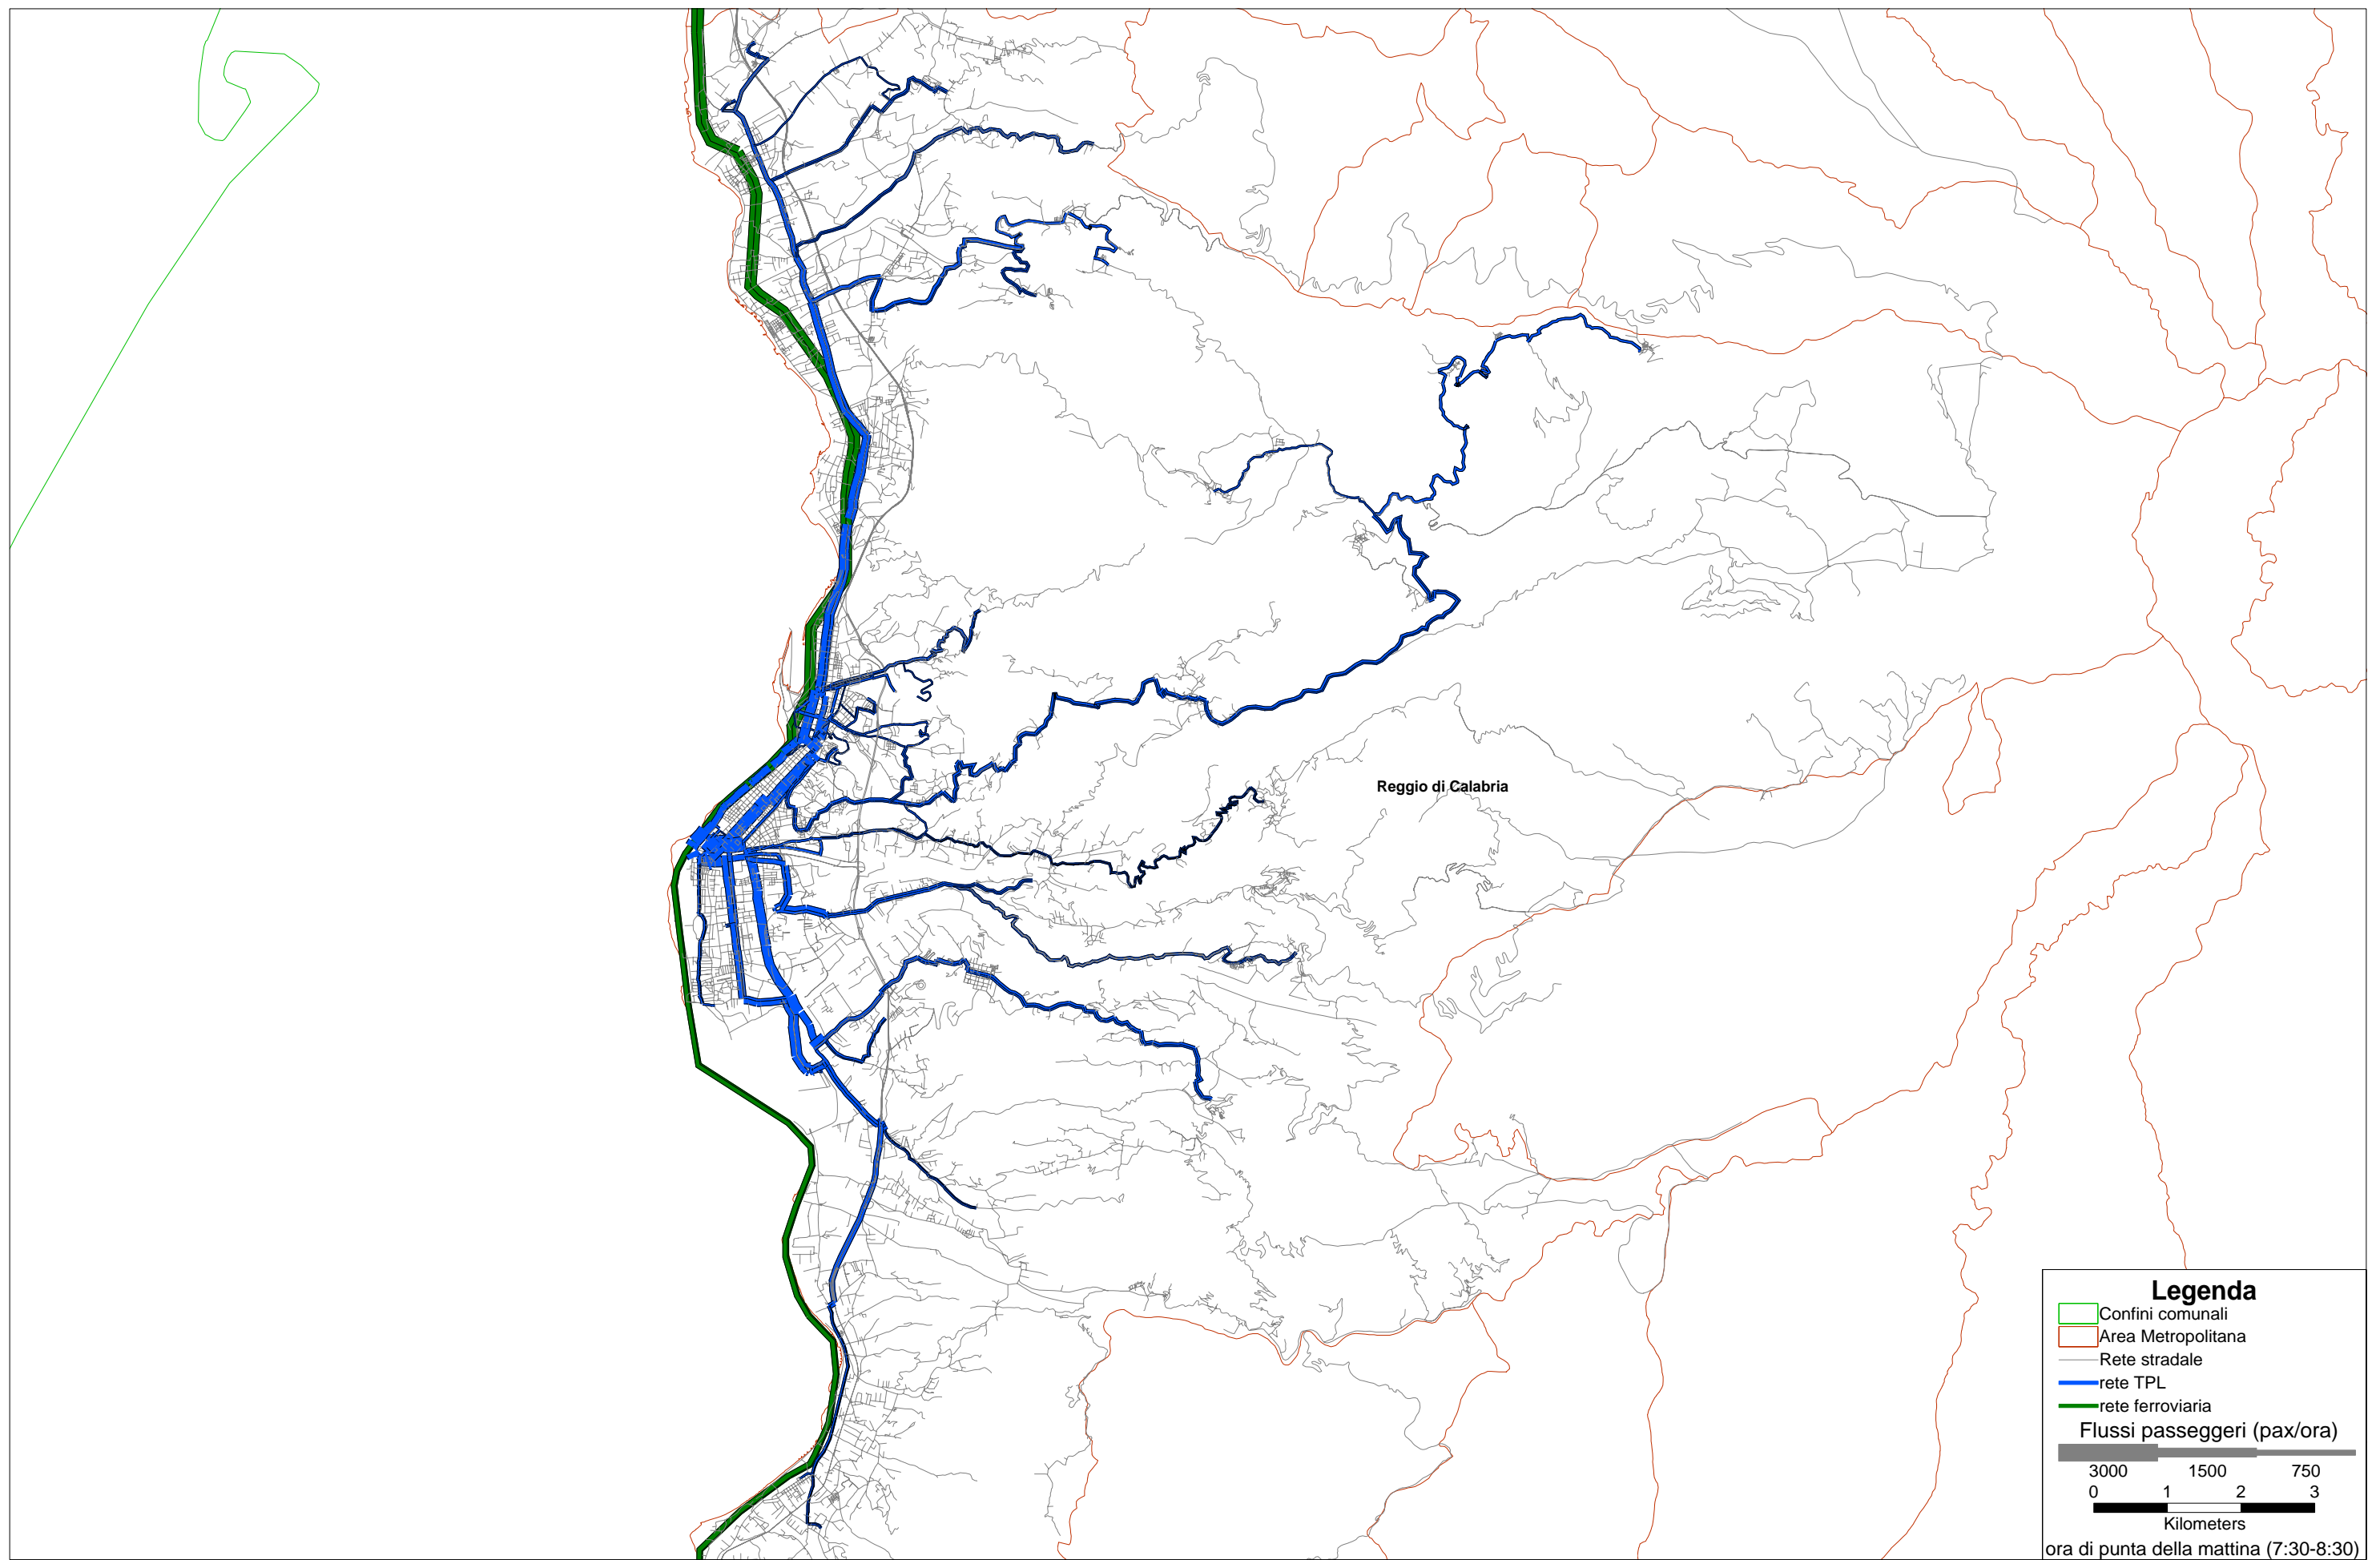 Reggio di Calabria
Legenda
Confini comunali
Area Metropolitana
Rete stradale
rete TPL
rete ferroviaria
Flussi passeggeri (pax/ora)
3000 1500 750
0 1 2 3
Kilometers
ora di punta della mattina (7:30-8:30)